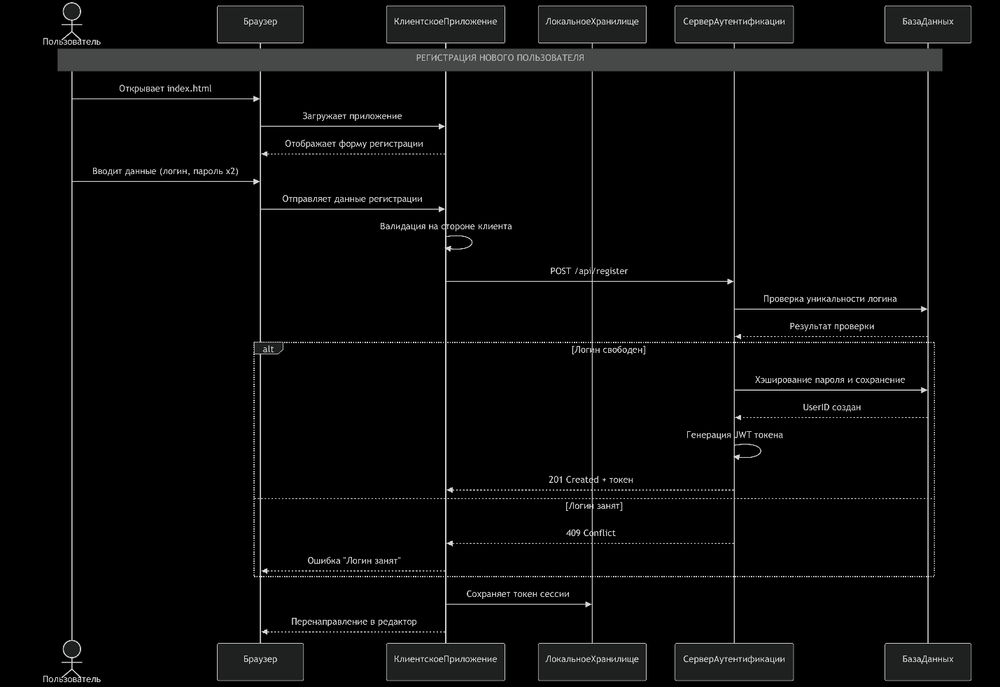 Пользователь
Браузер
КлиентскоеПриложение
ЛокальноеХранилище
СерверАутентификации
БазаДанных
РЕГИСТРАЦИЯ НОВОГО ПОЛЬЗОВАТЕЛЯ
Открывает index.html
Загружает приложение
Отображает форму регистрации
Вводит данные (логин, пароль x2)
Отправляет данные регистрации
Валидация на стороне клиента
POST /api/register
Проверка уникальности логина
Результат проверки
alt
[Логин свободен]
Хэширование пароля и сохранение
UserID создан
Генерация JWT токена
201 Created + токен
[Логин занят]
409 Conflict
Ошибка "Логин занят"
Сохраняет токен сессии
Перенаправление в редактор
Пользователь
Браузер
КлиентскоеПриложение
ЛокальноеХранилище
СерверАутентификации
БазаДанных